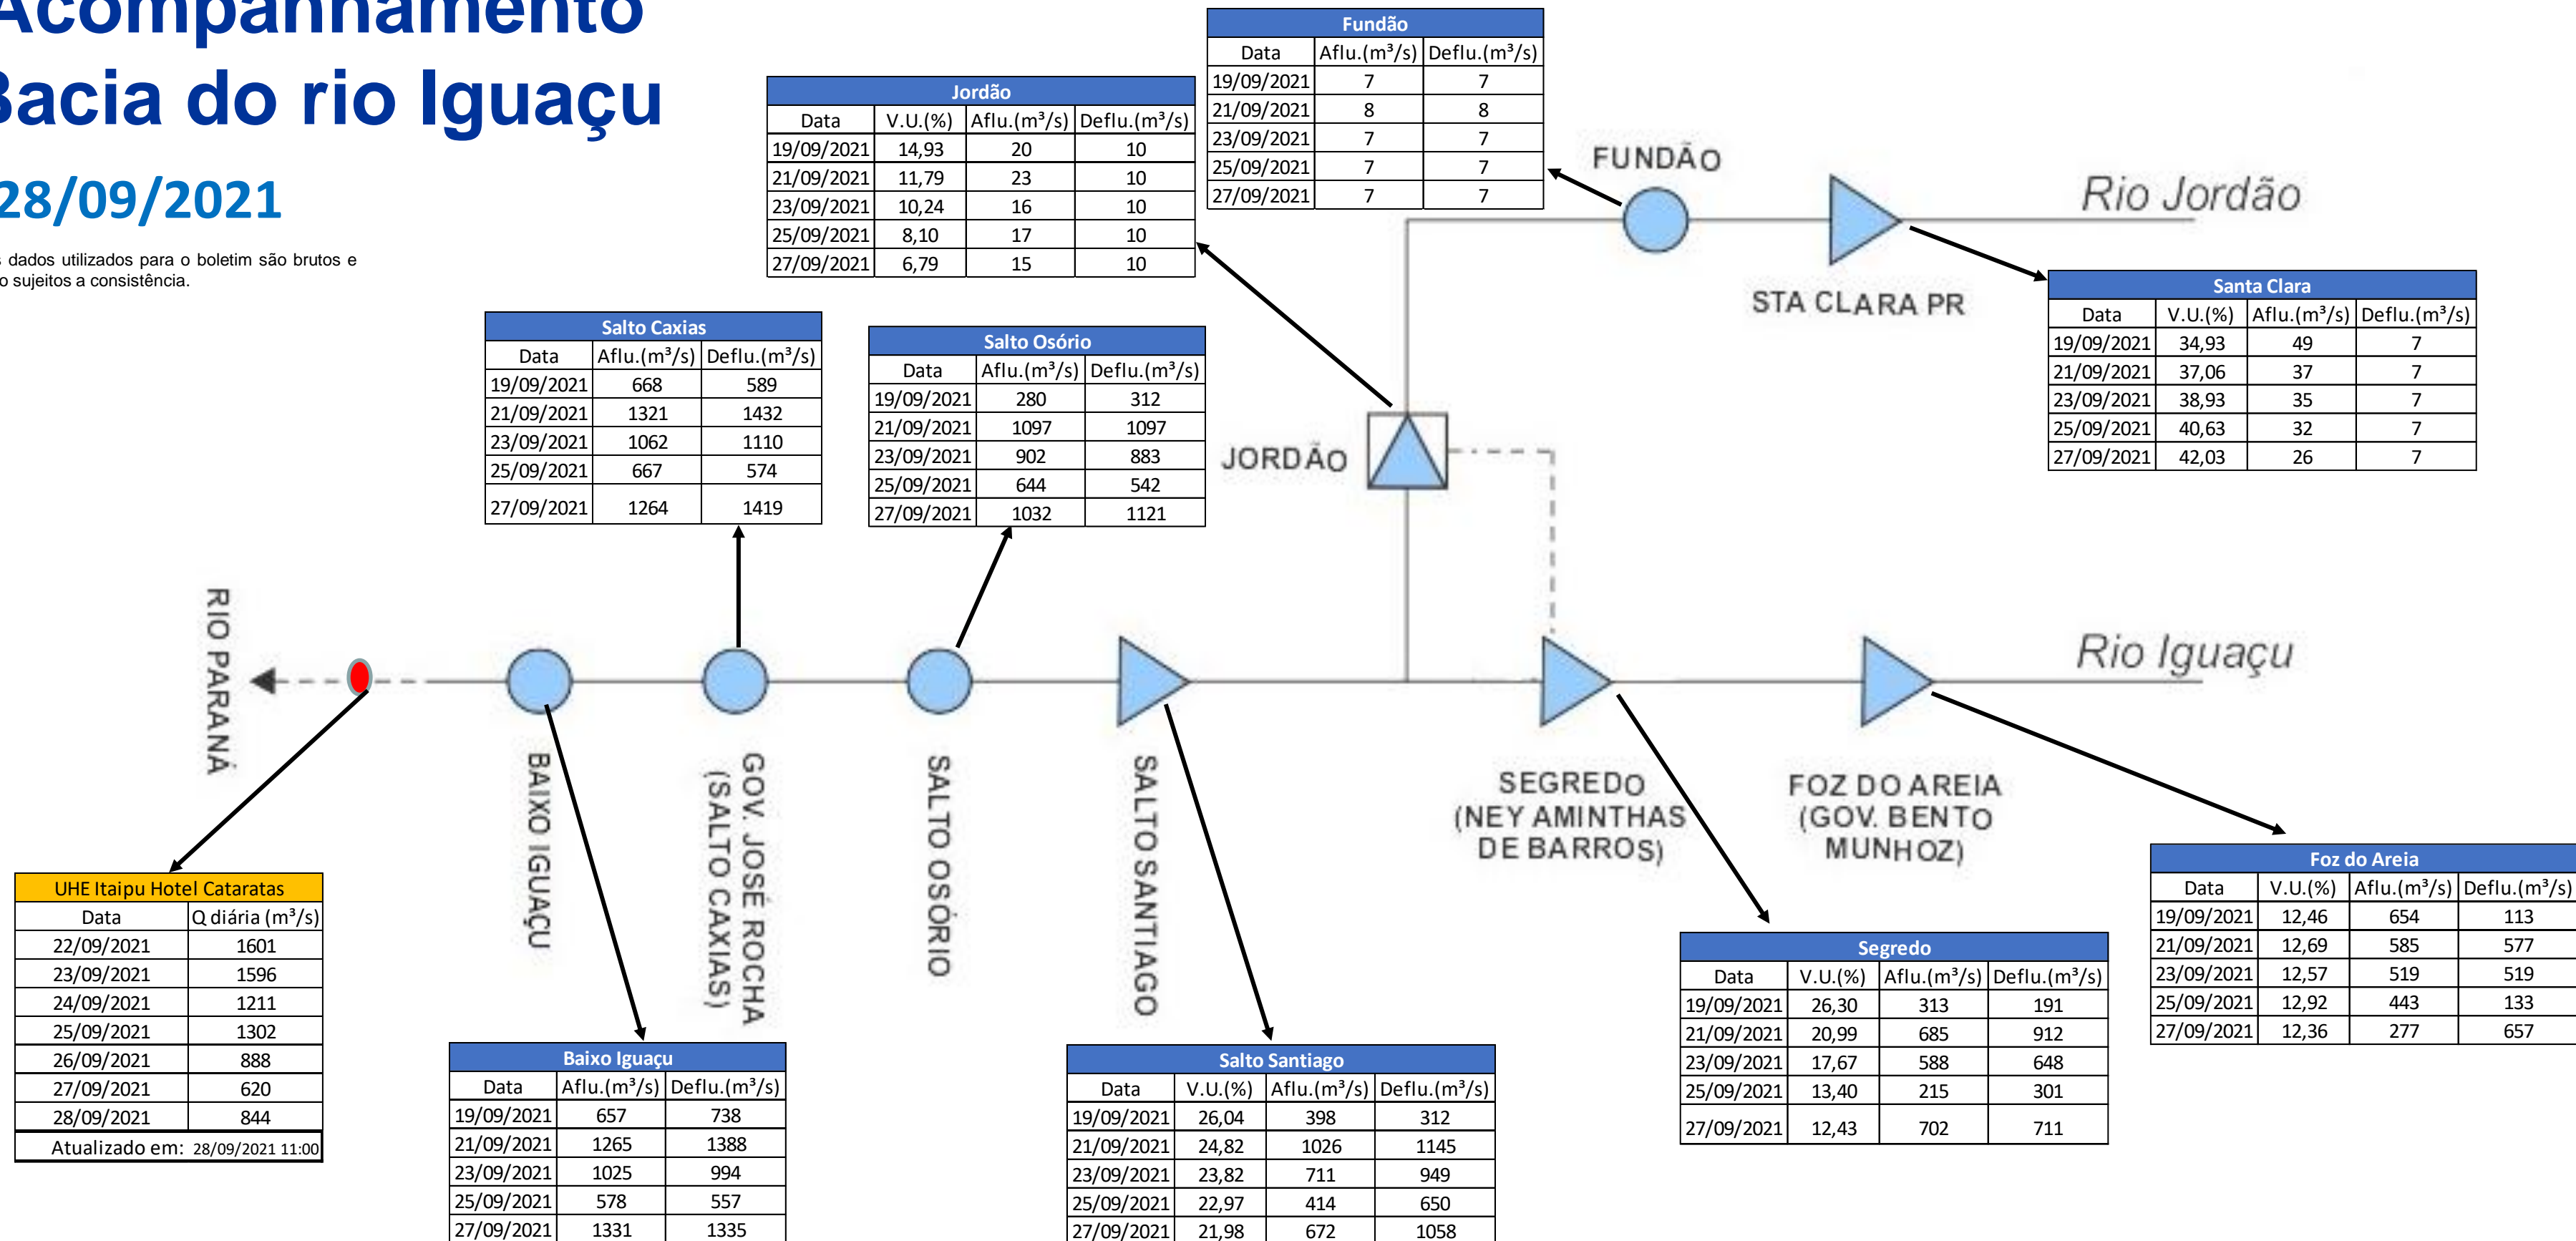 Acompanhamento
Bacia do rio Iguaçu
28/09/2021
s dados utilizados para o boletim são brutos e
o sujeitos a consistência.
Fundão
Data Aflu.(m³/s) Deflu.(m³/s)
19/09/2021 7 7
21/09/2021 8 8
23/09/2021 7 7
25/09/2021 7 7
27/09/2021 7 7
Jordão
Data V.U.(%) Aflu.(m³/s) Deflu.(m³/s)
19/09/2021 14,93 20 10
21/09/2021 11,79 23 10
23/09/2021 10,24 16 10
25/09/2021 8,10 17 10
27/09/2021 6,79 15 10
FUNDÃO
Rio Jordão
STA CLARA PR
Santa Clara
Data V.U.(%) Aflu.(m³/s) Deflu.(m³/s)
19/09/2021 34,93 49 7
21/09/2021 37,06 37 7
23/09/2021 38,93 35 7
25/09/2021 40,63 32 7
27/09/2021 42,03 26 7
Salto Caxias
Data Aflu.(m³/s) Deflu.(m³/s)
19/09/2021 668 589
21/09/2021 1321 1432
23/09/2021 1062 1110
25/09/2021 667 574
27/09/2021 1264 1419
Salto Osório
Data Aflu.(m³/s) Deflu.(m³/s)
19/09/2021 280 312
21/09/2021 1097 1097
23/09/2021 902 883
25/09/2021 644 542
27/09/2021 1032 1121
JORDÃO
RIO PARANÁ
Rio Iguaçu
BAIXO IGUAÇU
GOV. JOSÉ ROCHA
(SALTO CAXIAS)
SALTO OSÓRIO
SALTO SANTIAGO
SEGREDO
(NEY AMINTHAS
DE BARROS)
FOZ DO AREIA
(GOV. BENTO
MUNHOZ)
UHE Itaipu Hotel Cataratas
Data Q diária (m³/s)
22/09/2021 1601
23/09/2021 1596
24/09/2021 1211
25/09/2021 1302
26/09/2021 888
27/09/2021 620
28/09/2021 844
Atualizado em: 28/09/2021 11:00
Baixo Iguaçu
Data Aflu.(m³/s) Deflu.(m³/s)
19/09/2021 657 738
21/09/2021 1265 1388
23/09/2021 1025 994
25/09/2021 578 557
27/09/2021 1331 1335
Salto Santiago
Data V.U.(%) Aflu.(m³/s) Deflu.(m³/s)
19/09/2021 26,04 398 312
21/09/2021 24,82 1026 1145
23/09/2021 23,82 711 949
25/09/2021 22,97 414 650
27/09/2021 21,98 672 1058
Segredo
Data V.U.(%) Aflu.(m³/s) Deflu.(m³/s)
19/09/2021 26,30 313 191
21/09/2021 20,99 685 912
23/09/2021 17,67 588 648
25/09/2021 13,40 215 301
27/09/2021 12,43 702 711
Foz do Areia
Data V.U.(%) Aflu.(m³/s) Deflu.(m³/s)
19/09/2021 12,46 654 113
21/09/2021 12,69 585 577
23/09/2021 12,57 519 519
25/09/2021 12,92 443 133
27/09/2021 12,36 277 657